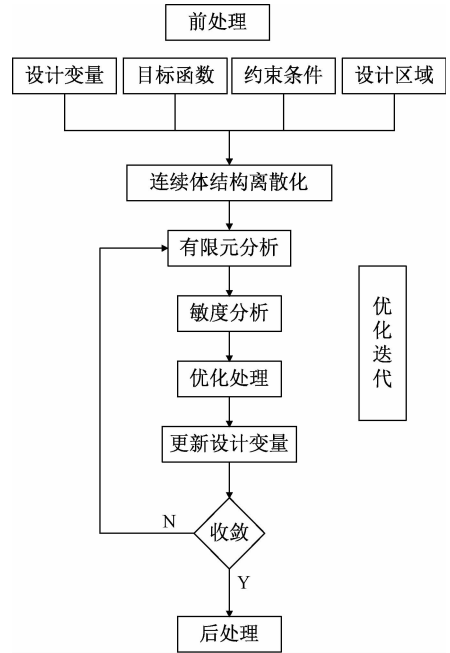 前处理
设计变量
目标函数
约束条件
设计区域
连续体结构离散化
有限元分析
敏度分析
优化处理
更新设计变量
收敛
N
Y
后处理
优
化
迭
代